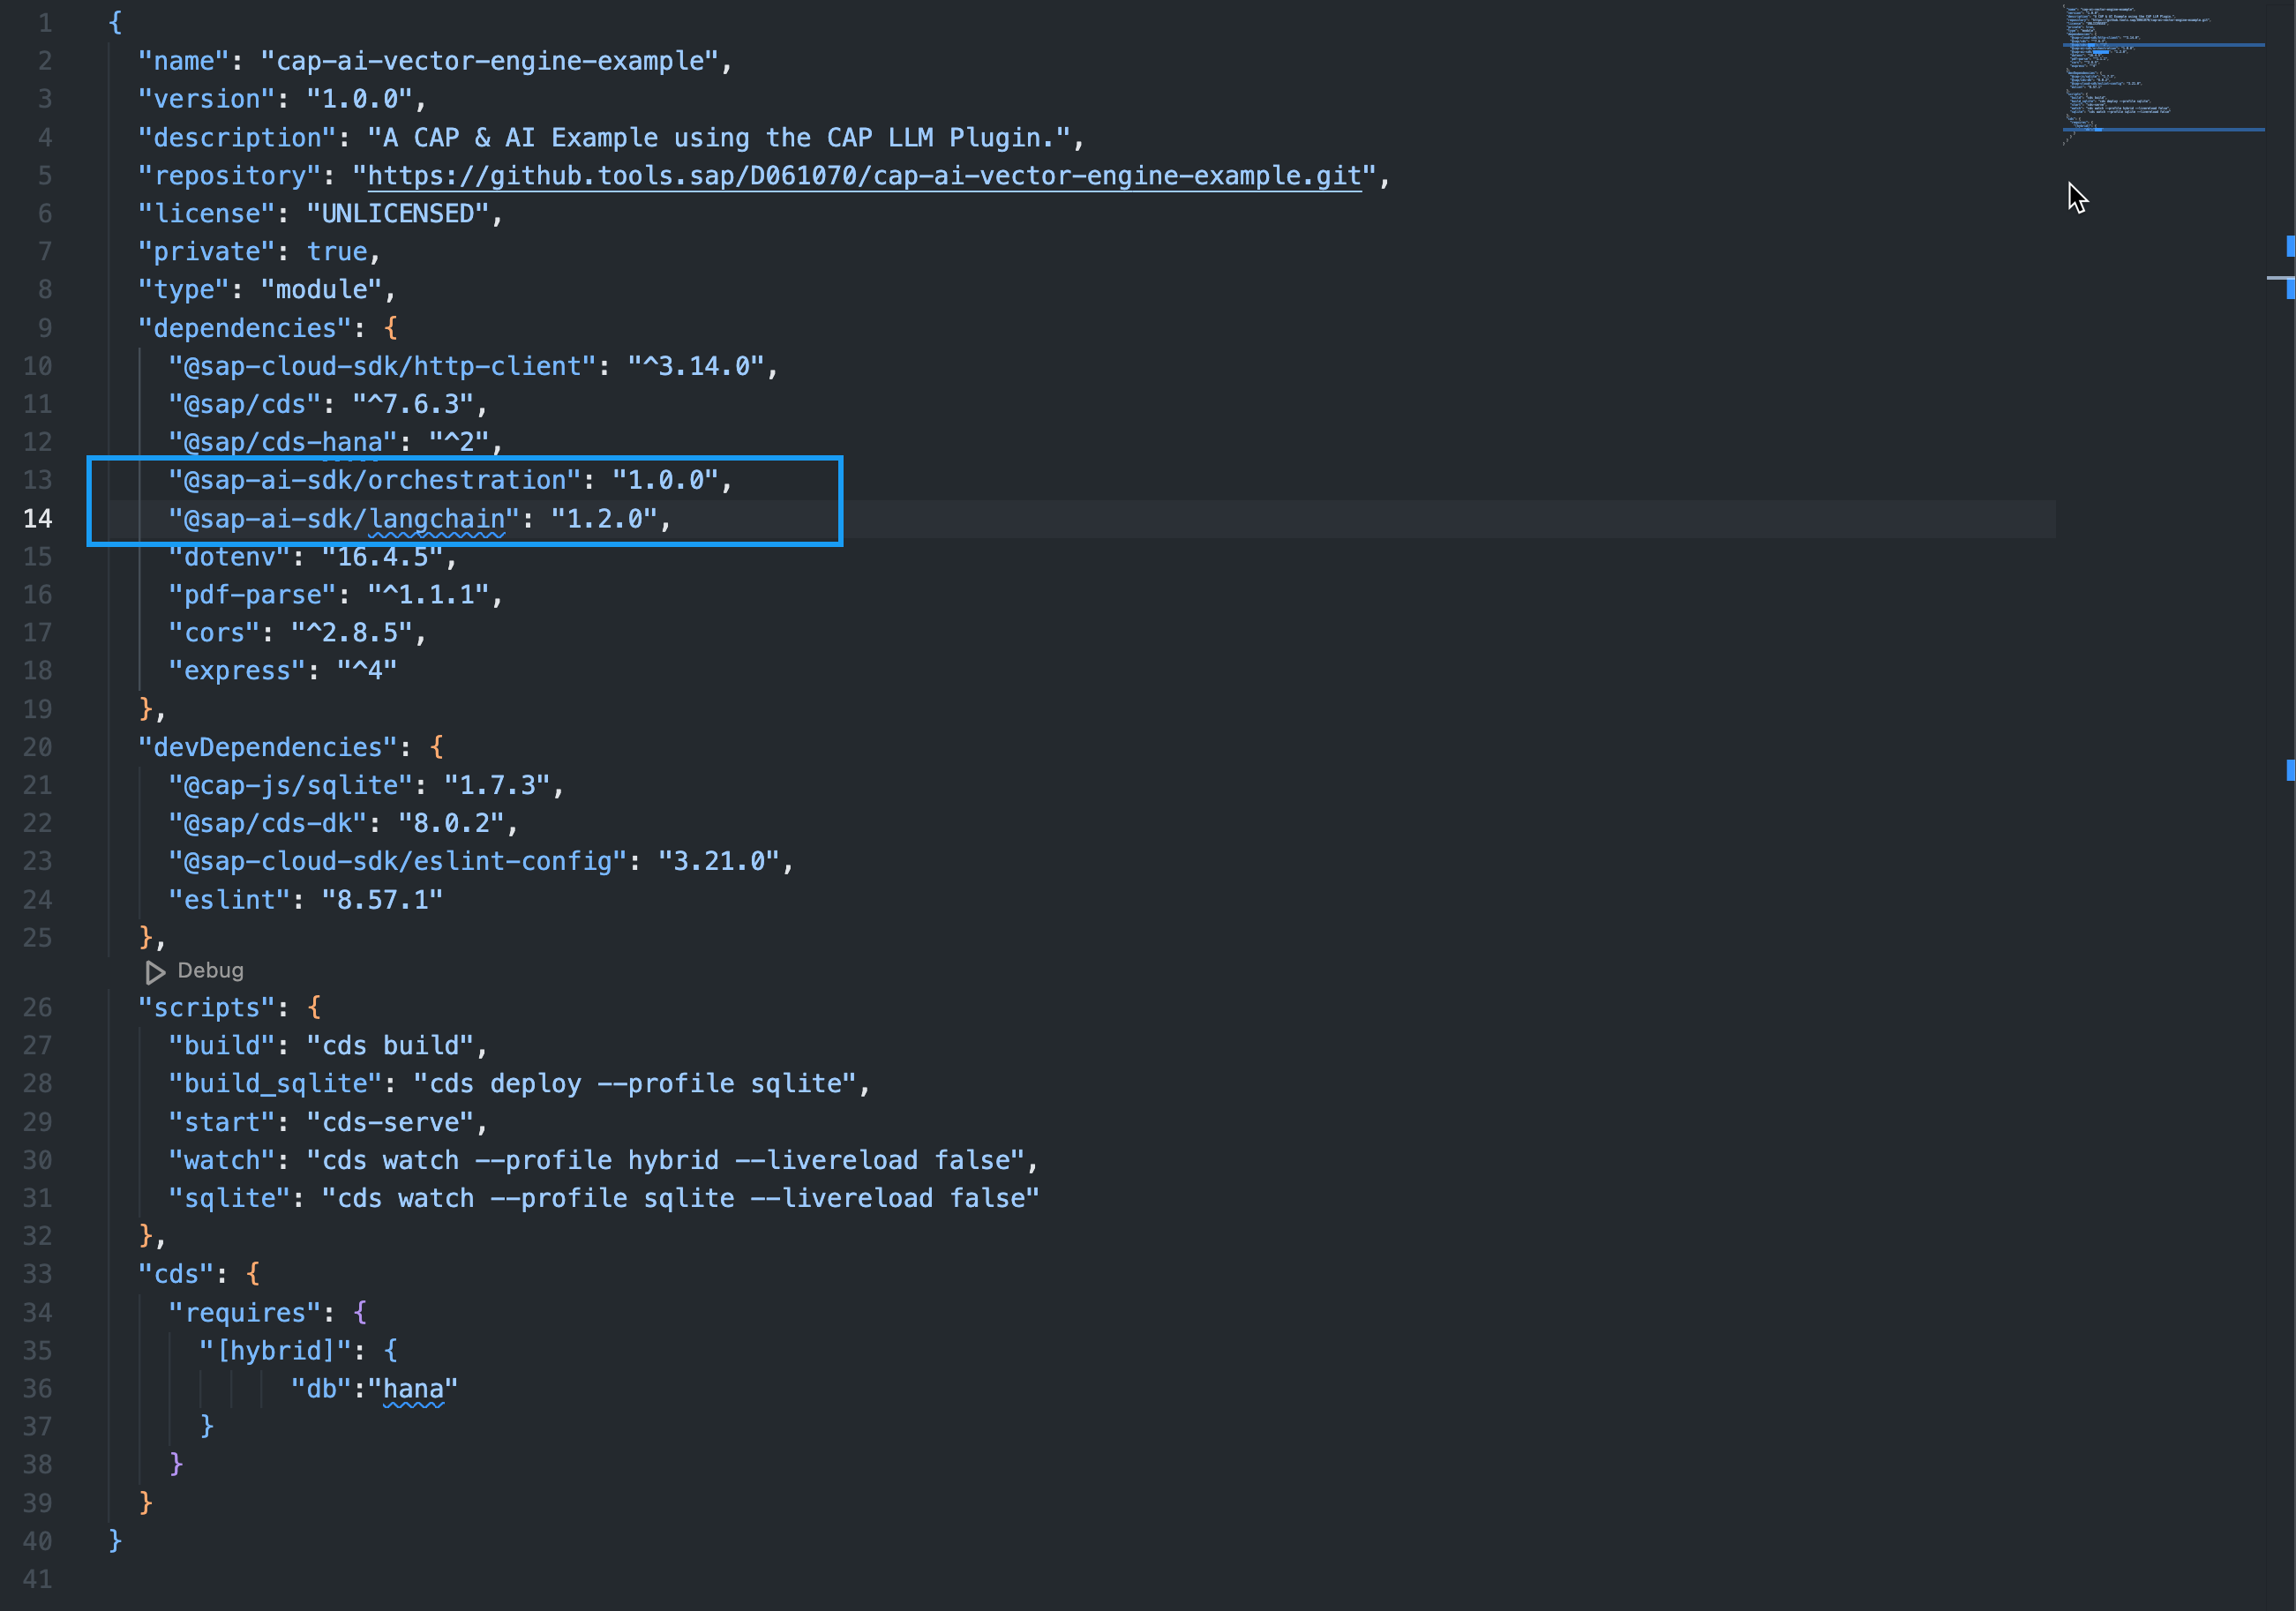 1 {
2 "name": "cap-ai-vector-engine-example",
3 "version": "1.0.0",
4 "description": "A CAP & AI Example using the CAP LLM Plugin.",
5 "repository": "https://github.tools.sap/D061070/cap-ai-vector-engine-example.git",
6 "license": "UNLICENSED",
7 "private": true,
8 "type": "module",
9 "dependencies": {
10 "@sap-cloud-sdk/http-client": "^3.14.0",
11 "@sap/cds": "^7.6.3",
12 "@sap/cds-hana": "^2",
13 "@sap-ai-sdk/orchestration": "1.0.0",
14 "@sap-ai-sdk/langchain": "1.2.0",
15 "dotenv": "16.4.5",
16 "pdf-parse": "^1.1.1",
17 "cors": "^2.8.5",
18 "express": "^4"
19 },
20 "devDependencies": {
21 "@cap-js/sqlite": "1.7.3",
22 "@sap/cds-dk": "8.0.2",
23 "@sap-cloud-sdk/eslint-config": "3.21.0",
24 "eslint": "8.57.1"
25 },
Debug
26 "scripts": {
27 "build": "cds build",
28 "build_sqlite": "cds deploy --profile sqlite",
29 "start": "cds-serve",
30 "watch": "cds watch --profile hybrid --livereload false",
31 "sqlite": "cds watch --profile sqlite --livereload false"
32 },
33 "cds": {
34 "requires": {
35 "[hybrid]": {
36 "db":"hana"
37 }
38 }
39 }
40 }
41